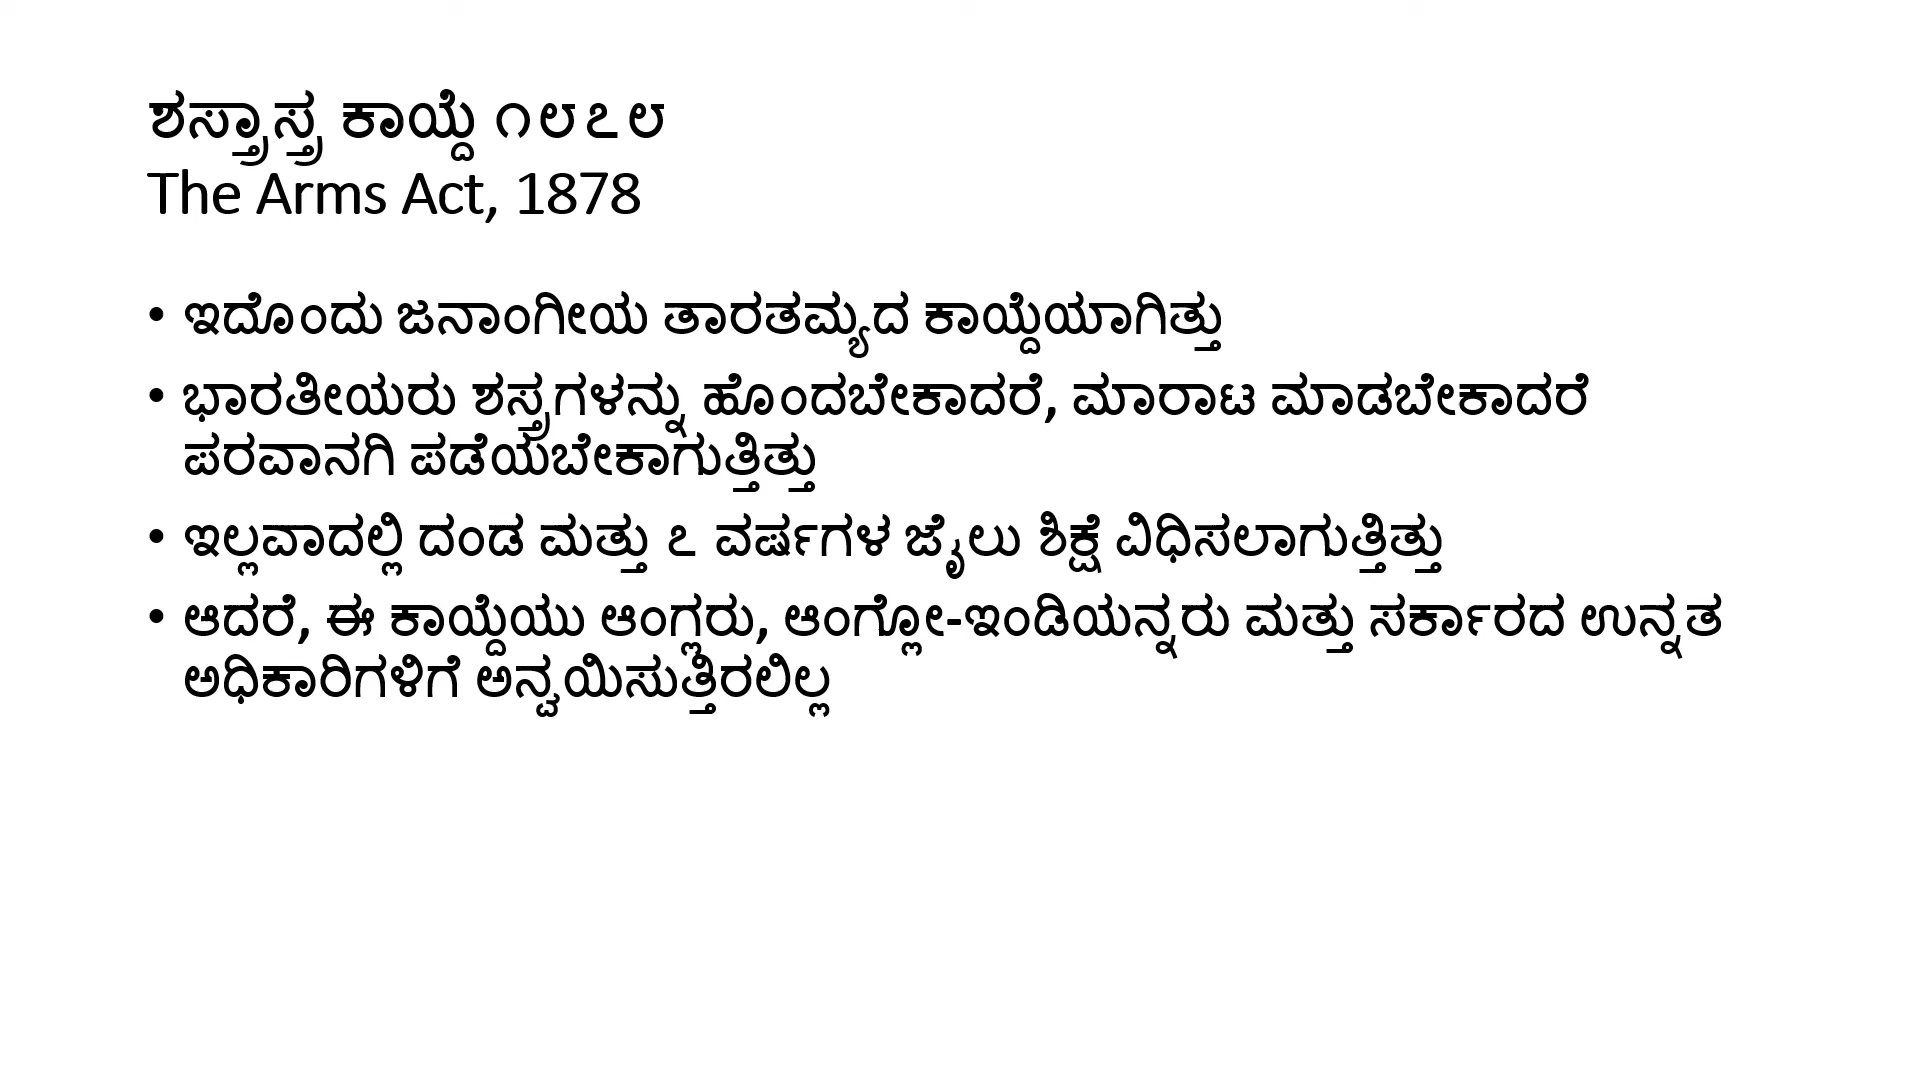 ಶಸ್ತ್ರಾಸ್ತ್ರ ಕಾಯ್ದೆ ೧೮೭೮
The Arms Act, 1878
• ಇದೊಂದು ಜನಾಂಗೀಯ ತಾರತಮ್ಯದ ಕಾಯ್ದೆಯಾಗಿತ್ತು
• ಭಾರತೀಯರು ಶಸ್ತ್ರಗಳನ್ನು ಹೊಂದಬೇಕಾದರೆ, ಮಾರಾಟ ಮಾಡಬೇಕಾದರೆ
ಪರವಾನಗಿ ಪಡೆಯಬೇಕಾಗುತ್ತಿತ್ತು
• ಇಲ್ಲವಾದಲ್ಲಿ ದಂಡ ಮತ್ತು ೭ ವರ್ಷಗಳ ಜೈಲು ಶಿಕ್ಷೆ ವಿಧಿಸಲಾಗುತ್ತಿತ್ತು
• ಆದರೆ, ಈ ಕಾಯ್ದೆಯು ಆಂಗ್ಲರು, ಆಂಗ್ಲೋ-ಇಂಡಿಯನ್ನರು ಮತ್ತು ಸರ್ಕಾರದ ಉನ್ನತ
ಅಧಿಕಾರಿಗಳಿಗೆ ಅನ್ವಯಿಸುತ್ತಿರಲಿಲ್ಲ